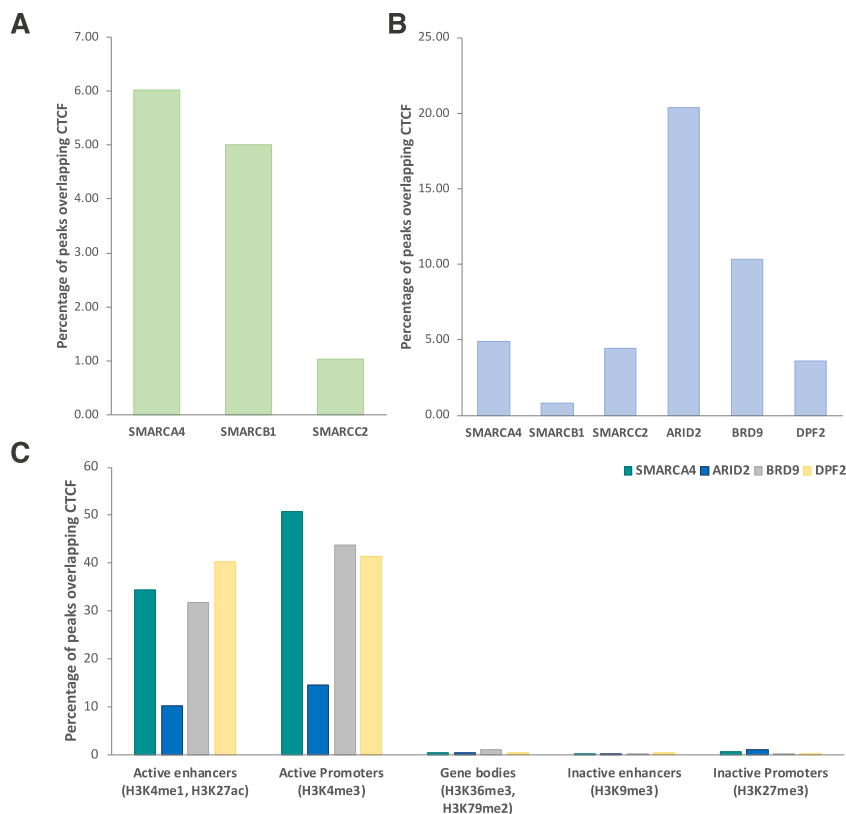 A
Percentage of peaks overlapping CTCF
7.00
6.00
5.00
4.00
3.00
2.00
1.00
0.00
SMARCA4 SMARCB1 SMARCC2
B
Percentage of peaks overlapping CTCF
25.00
20.00
15.00
10.00
5.00
0.00
SMARCA4 SMARCB1 SMARCC2 ARID2 BRD9 DPF2
C
Percentage of peaks overlapping CTCF
SMARCA4 ARID2 BRD9 DPF2
60
50
40
30
20
10
0
Active enhancers
(H3K4me1, H3K27ac)
Active Promoters
(H3K4me3)
Gene bodies
(H3K36me3,
H3K79me2)
Inactive enhancers
(H3K9me3)
Inactive Promoters
(H3K27me3)